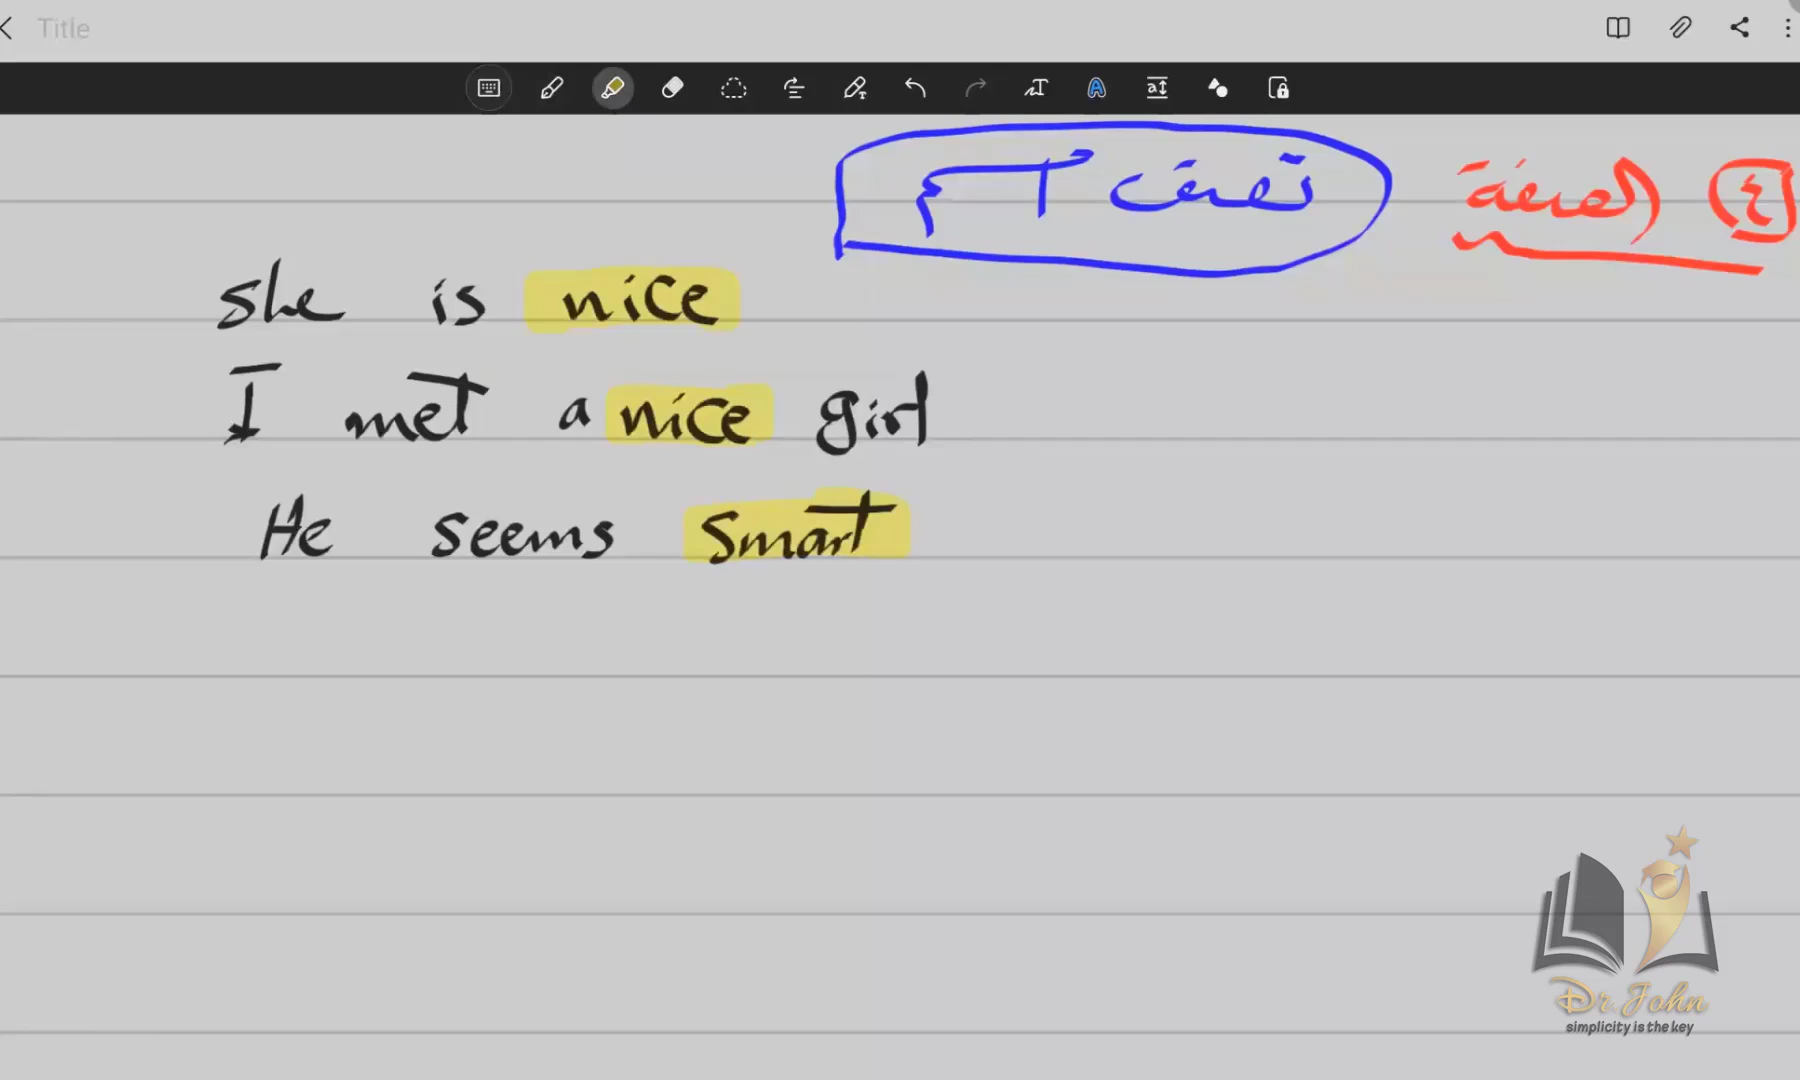 Title
٤ الصفة تصف اسم
she is nice
I met a nice girl
He seems smart
Dr. John
simplicity is the key